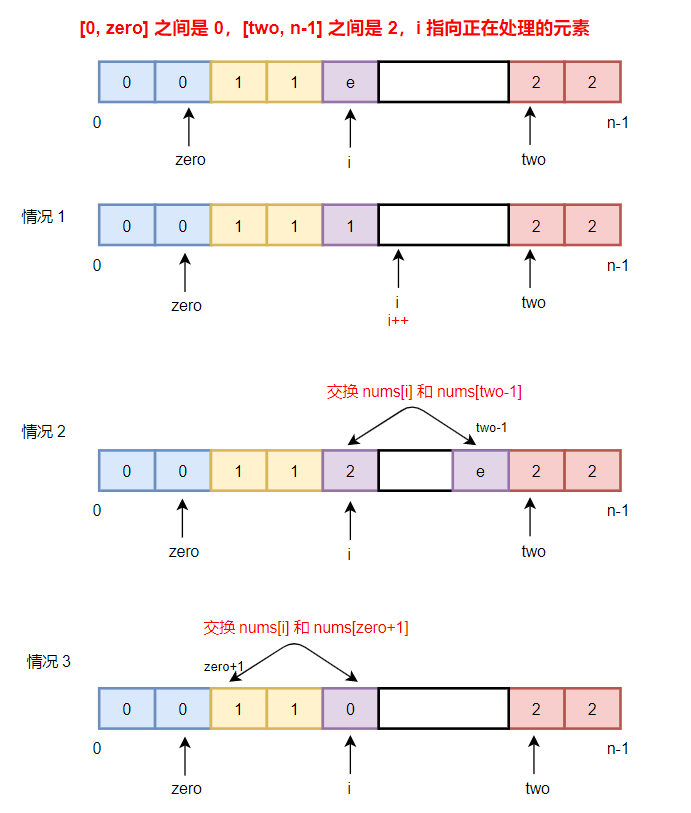 [0, zero] 之间是 0，[two, n-1] 之间是 2，i 指向正在处理的元素
0 0 1 1 e 2 2
0 n-1
zero i two
情况 1
0 0 1 1 1 2 2
0 n-1
zero i two
i++
交换 nums[i] 和 nums[two-1]
情况 2
two-1
0 0 1 1 2 e 2 2
0 n-1
zero i two
交换 nums[i] 和 nums[zero+1]
情况 3
zero+1
0 0 1 1 0 2 2
0 n-1
zero i two